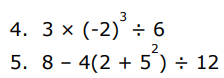 4. 3 × (-2)³ ÷ 6
5. 8 – 4(2 + 5²) ÷ 12